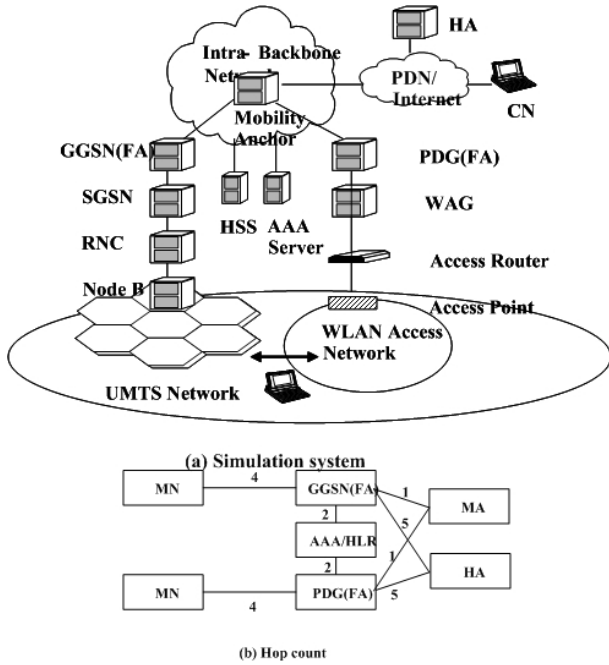 HA
Intra- Backbone
Network
PDN/
Internet
CN
Mobility
Anchor
GGSN(FA)
PDG(FA)
SGSN
WAG
HSS
AAA
Server
RNC
Access Router
Node B
Access Point
WLAN Access
Network
UMTS Network
(a) Simulation system
MN
4
GGSN(FA)
1
MA
2
5
AAA/HLR
2
1
HA
MN
4
PDG(FA)
5
(b) Hop count